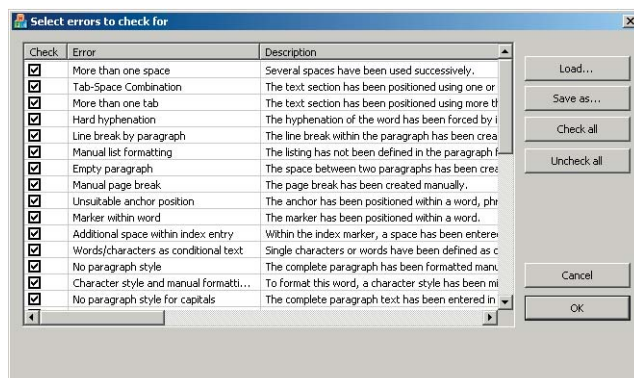 Select errors to check for
Check Error Description
More than one space Several spaces have been used successively.
Tab-Space Combination The text section has been positioned using one or
More than one tab The text section has been positioned using more th
Hard hyphenation The hyphenation of the word has been forced by i
Line break by paragraph The line break within the paragraph has been crea
Manual list formatting The listing has not been defined in the paragraph f
Empty paragraph The space between two paragraphs has been crea
Manual page break The page break has been created manually.
Unsuitable anchor position The anchor has been positioned within a word, phr
Marker within word The marker has been positioned within a word.
Additional space within index entry Within the index marker, a space has been entere
Words/characters as conditional text Single characters or words have been defined as c
No paragraph style The complete paragraph has been formatted manu
Character style and manual formatti... To format this word, a character style has been mi
No paragraph style for capitals The complete paragraph text has been entered in
Load...
Save as...
Check all
Uncheck all
Cancel
OK